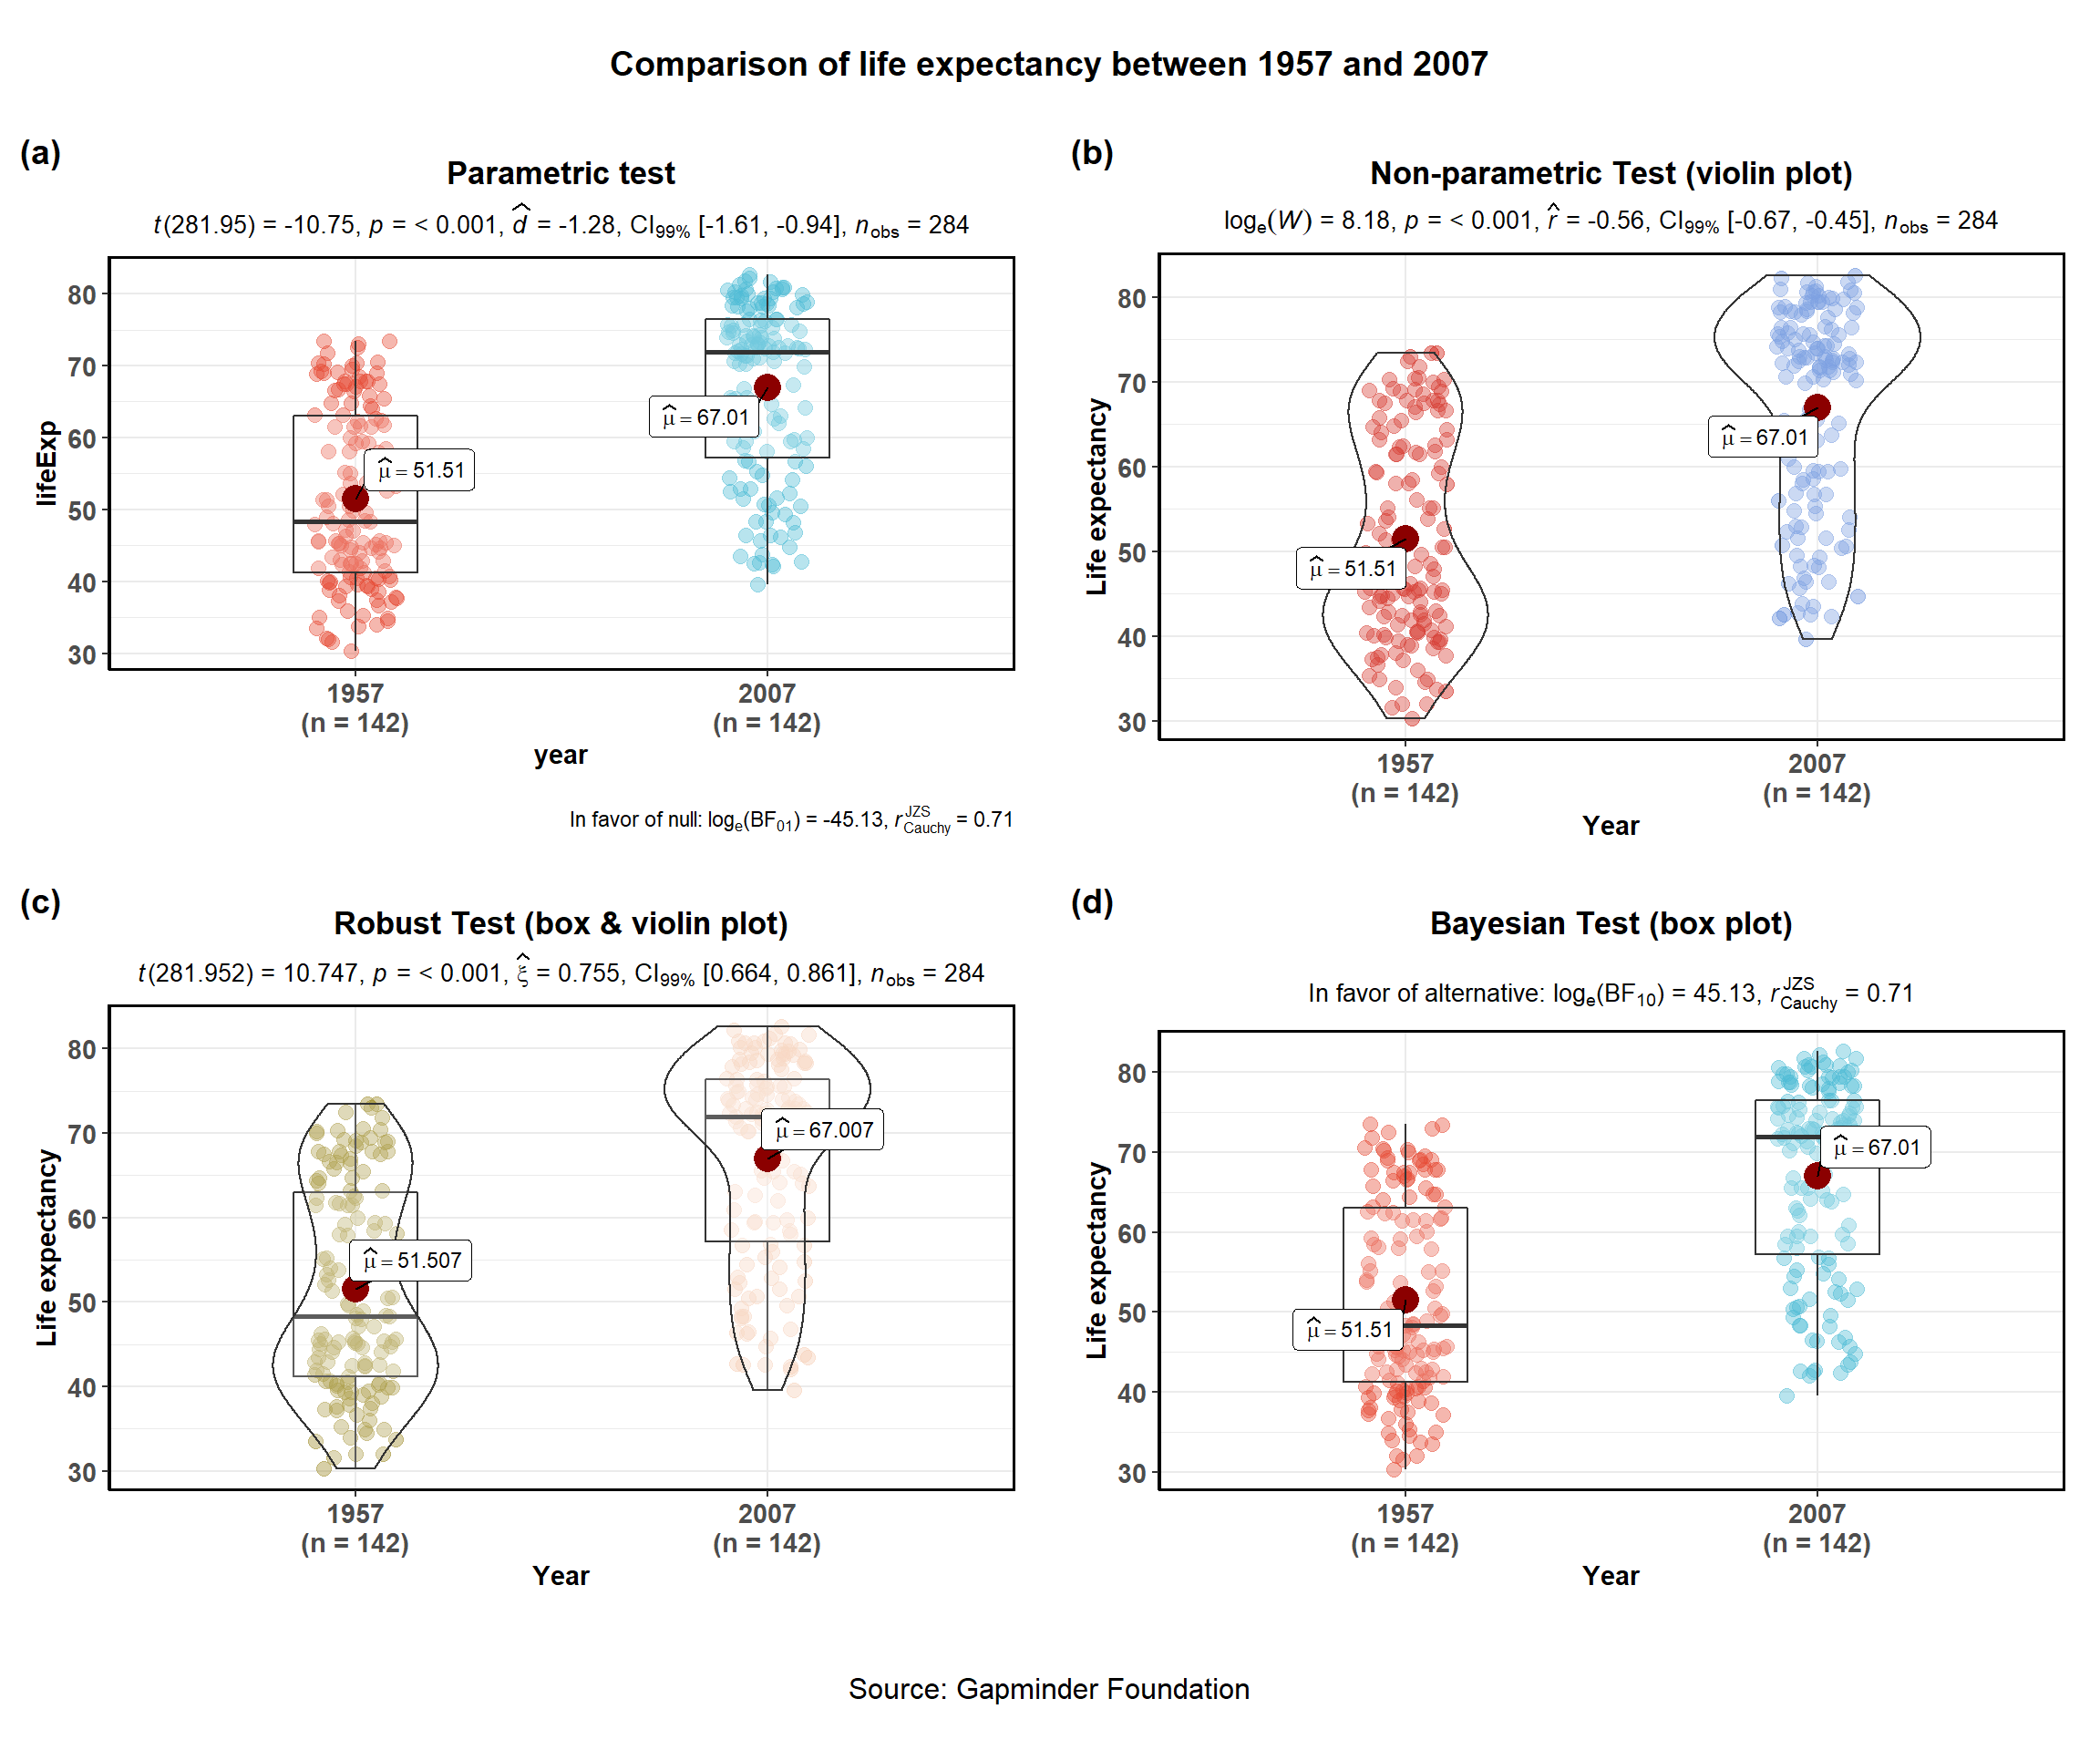 Comparison of life expectancy between 1957 and 2007
(a)
Parametric test
t(281.95) = -10.75, p = < 0.001, d̂ = -1.28, CI99% [-1.61, -0.94], nobs = 284
lifeExp
80
70
60
50
40
30
μ̂ = 51.51
μ̂ = 67.01
1957
(n = 142)
2007
(n = 142)
year
In favor of null: loge(BF01) = -45.13, rJZSCauchy = 0.71
(b)
Non-parametric Test (violin plot)
loge(W) = 8.18, p = < 0.001, r̂ = -0.56, CI99% [-0.67, -0.45], nobs = 284
Life expectancy
80
70
60
50
40
30
μ̂ = 51.51
μ̂ = 67.01
1957
(n = 142)
2007
(n = 142)
Year
(c)
Robust Test (box & violin plot)
t(281.952) = 10.747, p = < 0.001, ξ̂ = 0.755, CI99% [0.664, 0.861], nobs = 284
Life expectancy
80
70
60
50
40
30
μ̂ = 51.507
μ̂ = 67.007
1957
(n = 142)
2007
(n = 142)
Year
(d)
Bayesian Test (box plot)
In favor of alternative: loge(BF10) = 45.13, rJZSCauchy = 0.71
Life expectancy
80
70
60
50
40
30
μ̂ = 51.51
μ̂ = 67.01
1957
(n = 142)
2007
(n = 142)
Year
Source: Gapminder Foundation